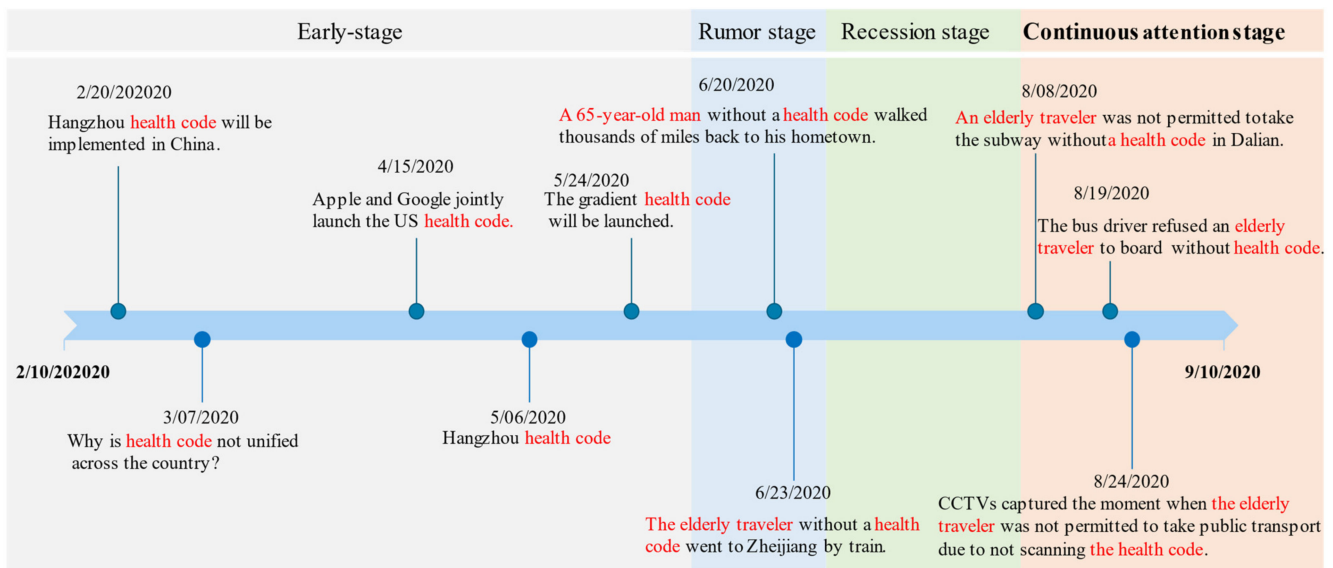 Early-stage
Rumor stage
Recession stage
Continuous attention stage
2/20/202020
Hangzhou health code will be
implemented in China.
4/15/2020
Apple and Google jointly
launch the US health code.
5/24/2020
The gradient health code
will be launched.
6/20/2020
A 65-year-old man without a health code walked
thousands of miles back to his hometown.
8/08/2020
An elderly traveler was not permitted totake
the subway withouta health code in Dalian.
8/19/2020
The bus driver refused an elderly
traveler to board without health code.
2/10/202020
9/10/2020
3/07/2020
Why is health code not unified
across the country?
5/06/2020
Hangzhou health code
6/23/2020
The elderly traveler without a health
code went to Zheijiang by train.
8/24/2020
CCTVs captured the moment when the elderly
traveler was not permitted to take public transport
due to not scanning the health code.